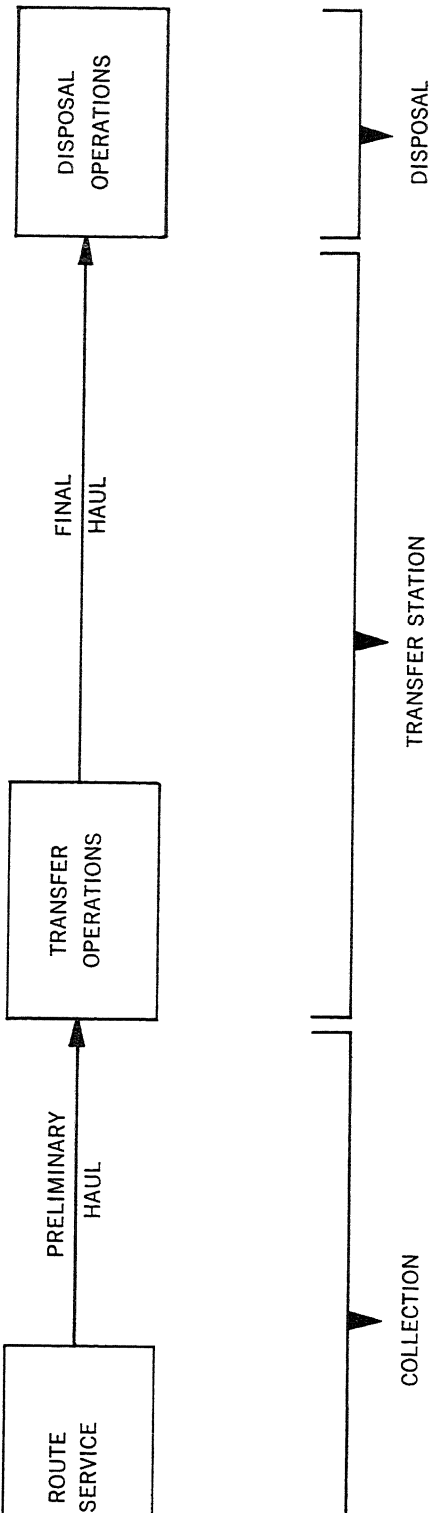 ROUTE
SERVICE
PRELIMINARY
HAUL
TRANSFER
OPERATIONS
FINAL
HAUL
DISPOSAL
OPERATIONS
COLLECTION
TRANSFER STATION
DISPOSAL